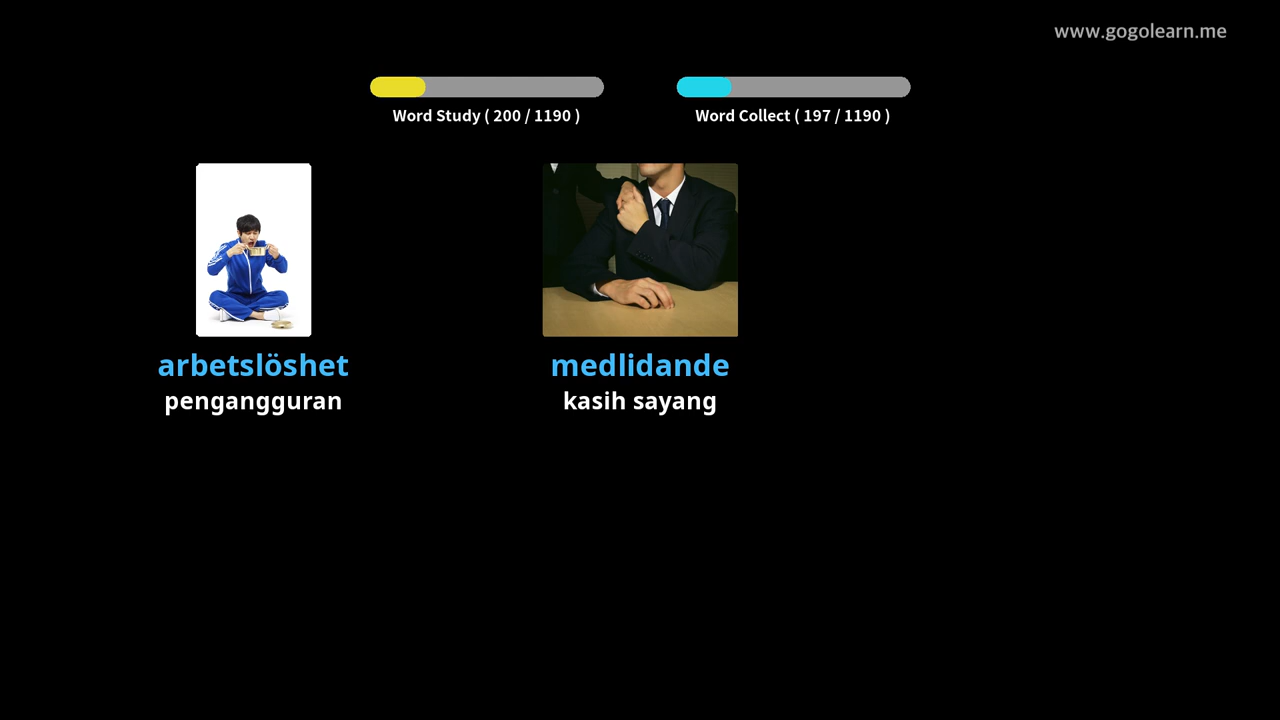 www.gogolearn.me
Word Study ( 200 / 1190 )
Word Collect ( 197 / 1190 )
arbetslöshet
pengangguran
medlidande
kasih sayang